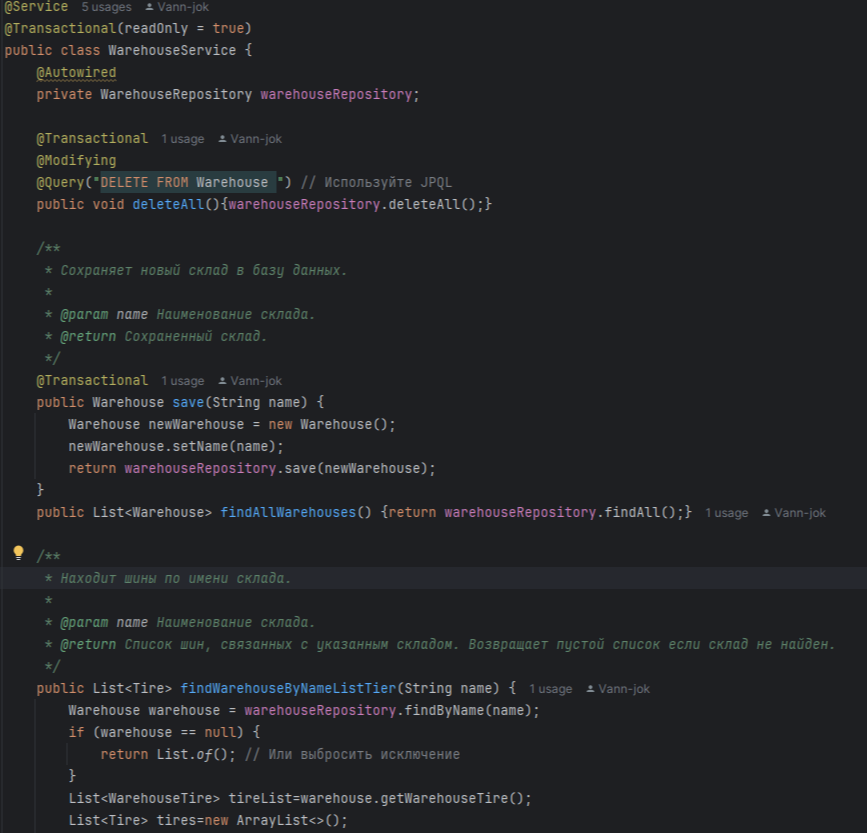 @Service 5 usages Vann-jok
@Transactional(readOnly = true)
public class WarehouseService {
@Autowired
private WarehouseRepository warehouseRepository;
@Transactional 1 usage Vann-jok
@Modifying
@Query("DELETE FROM Warehouse ") // Используйте JPQL
public void deleteAll(){warehouseRepository.deleteAll();}
/**
* Сохраняет новый склад в базу данных.
*
* @param name Наименование склада.
* @return Сохраненный склад.
*/
@Transactional 1 usage Vann-jok
public Warehouse save(String name) {
Warehouse newWarehouse = new Warehouse();
newWarehouse.setName(name);
return warehouseRepository.save(newWarehouse);
}
public List<Warehouse> findAllWarehouses() {return warehouseRepository.findAll();} 1 usage Vann-jok
/**
* Находит шины по имени склада.
*
* @param name Наименование склада.
* @return Список шин, связанных с указанным складом. Возвращает пустой список если склад не найден.
*/
public List<Tire> findWarehouseByNameListTier(String name) { 1 usage Vann-jok
Warehouse warehouse = warehouseRepository.findByName(name);
if (warehouse == null) {
return List.of(); // Или выбросить исключение
}
List<WarehouseTire> tireList=warehouse.getWarehouseTire();
List<Tire> tires=new ArrayList<>();